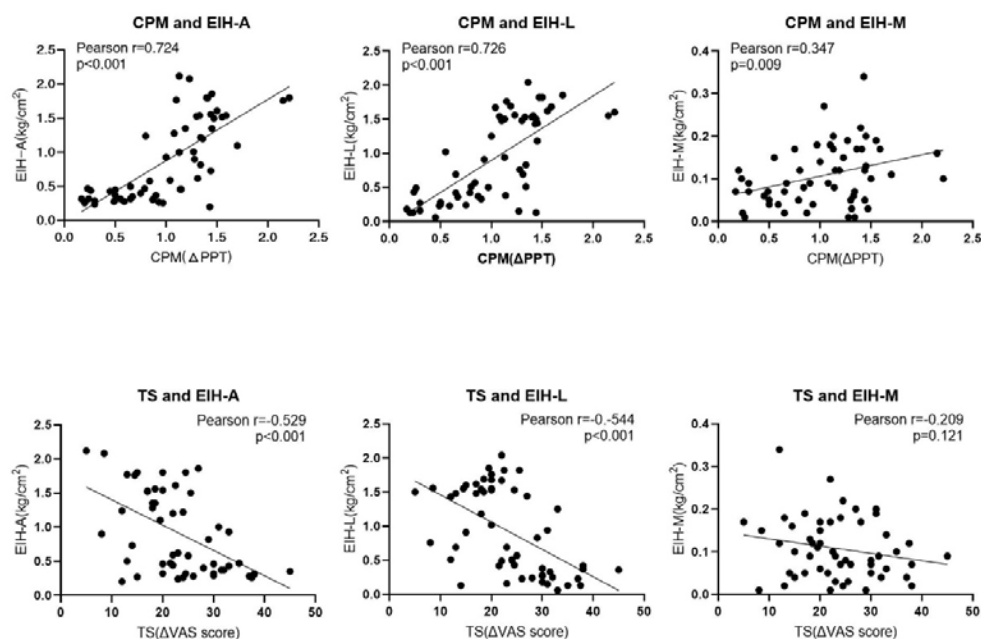 CPM and EIH-A
Pearson r=0.724
p<0.001
EIH−A(kg/cm²)
2.5
2.0
1.5
1.0
0.5
0.0
0.0 0.5 1.0 1.5 2.0 2.5
CPM(△PPT)
CPM and EIH-L
Pearson r=0.726
p<0.001
EIH-L(kg/cm²)
2.5
2.0
1.5
1.0
0.5
0.0
0.0 0.5 1.0 1.5 2.0 2.5
CPM(ΔPPT)
CPM and EIH-M
Pearson r=0.347
p=0.009
EIH-M(kg/cm²)
0.4
0.3
0.2
0.1
0.0
0.0 0.5 1.0 1.5 2.0 2.5
CPM(ΔPPT)
TS and EIH-A
Pearson r=-0.529
p<0.001
EIH-A(kg/cm²)
2.5
2.0
1.5
1.0
0.5
0.0
0 10 20 30 40 50
TS(ΔVAS score)
TS and EIH-L
Pearson r=-0.-544
p<0.001
EIH-L(kg/cm²)
2.5
2.0
1.5
1.0
0.5
0.0
0 10 20 30 40 50
TS(ΔVAS score)
TS and EIH-M
Pearson r=-0.209
p=0.121
EIH-M(kg/cm²)
0.4
0.3
0.2
0.1
0.0
0 10 20 30 40 50
TS(ΔVAS score)